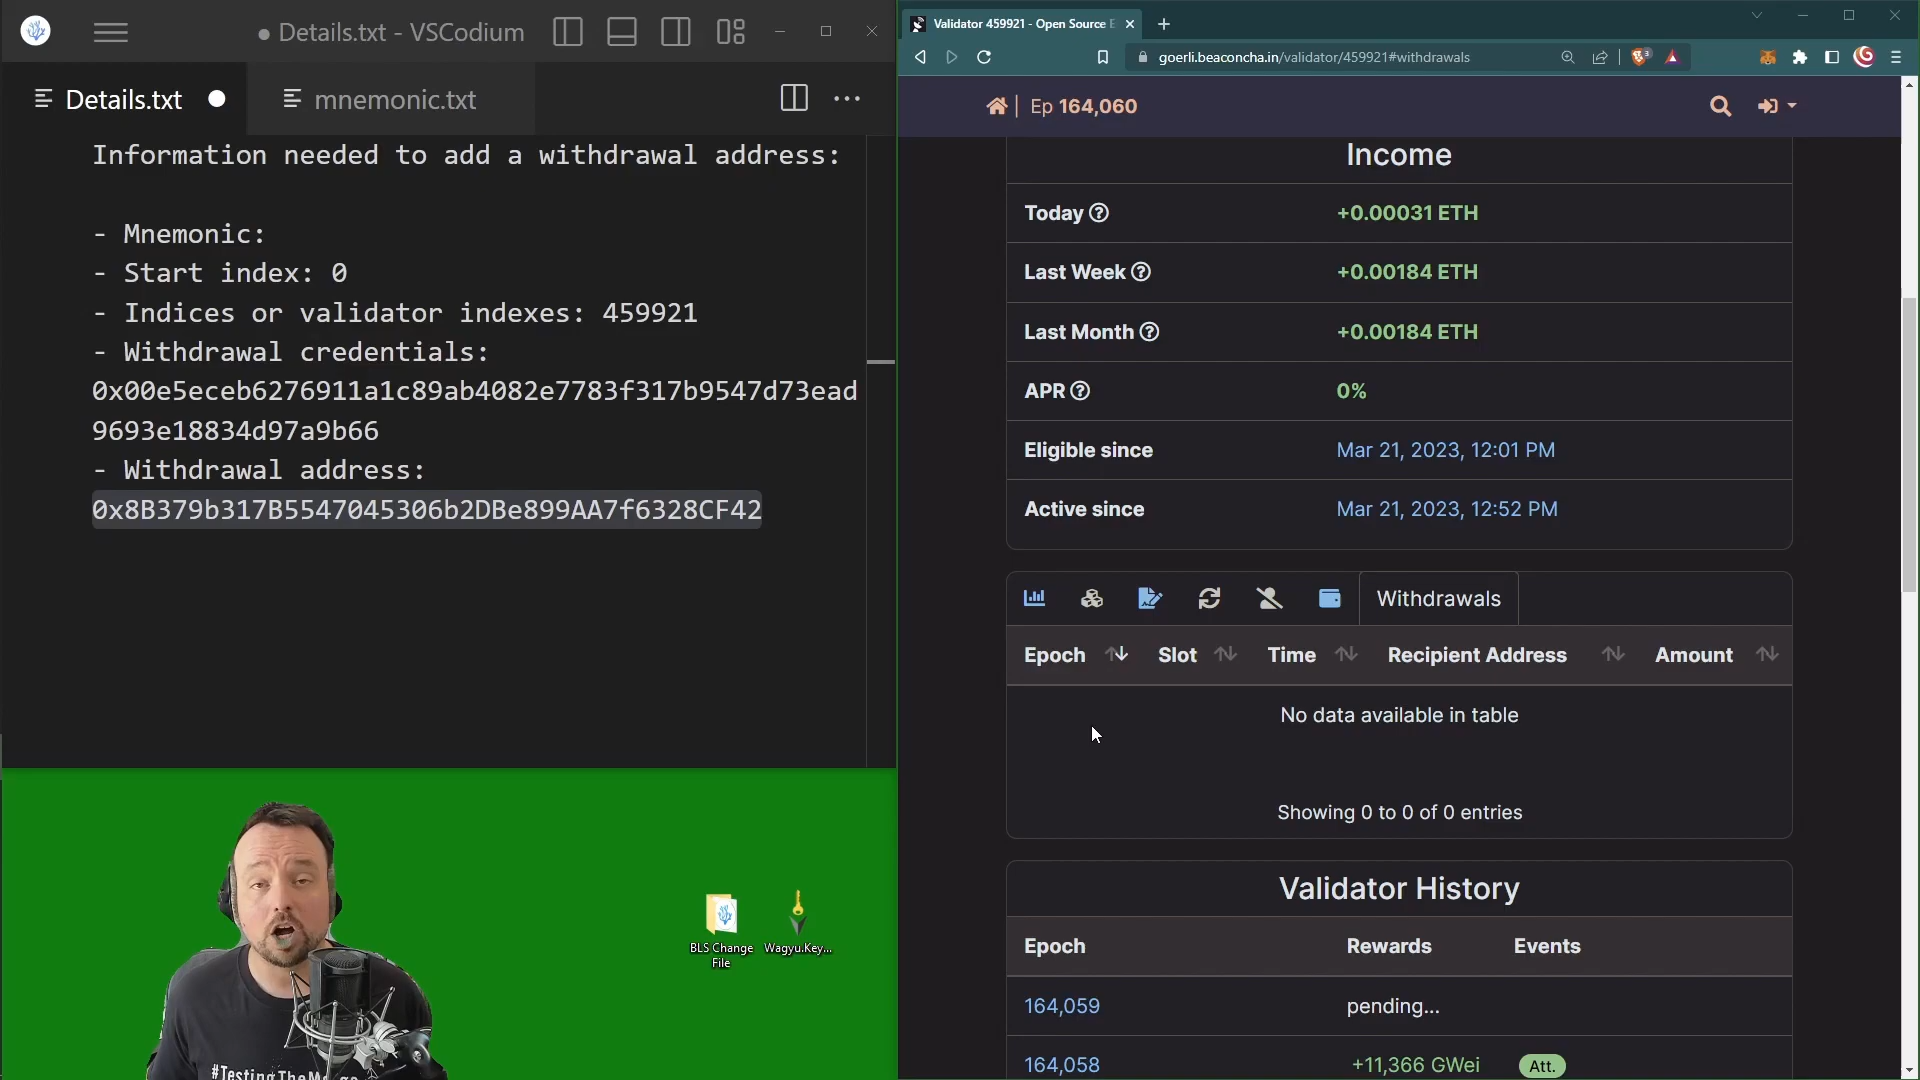 Details.txt - VSCodium
Details.txt
mnemonic.txt
Information needed to add a withdrawal address:
- Mnemonic:
- Start index: 0
- Indices or validator indexes: 459921
- Withdrawal credentials:
0x00e5eceb6276911a1c89ab4082e7783f317b9547d73ead
9693e18834d97a9b66
- Withdrawal address:
0x8B379b317B5547045306b2DBe899AA7f6328CF42
BLS Change
File
Wagyu.Key...
#TestingTheMe
Validator 459921 - Open Source E
goerli.beaconcha.in/validator/459921#withdrawals
3
Ep 164,060
Income
Today
+0.00031 ETH
Last Week
+0.00184 ETH
Last Month
+0.00184 ETH
APR
0%
Eligible since
Mar 21, 2023, 12:01 PM
Active since
Mar 21, 2023, 12:52 PM
Withdrawals
Epoch Slot Time Recipient Address Amount
No data available in table
Showing 0 to 0 of 0 entries
Validator History
Epoch Rewards Events
164,059 pending...
164,058 +11,366 GWei Att.